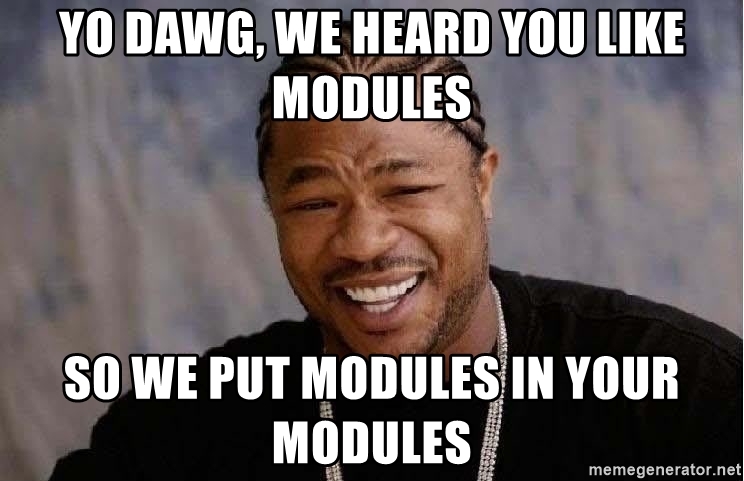 YO DAWG, WE HEARD YOU LIKE
MODULES
SO WE PUT MODULES IN YOUR
MODULES
memegenerator.net